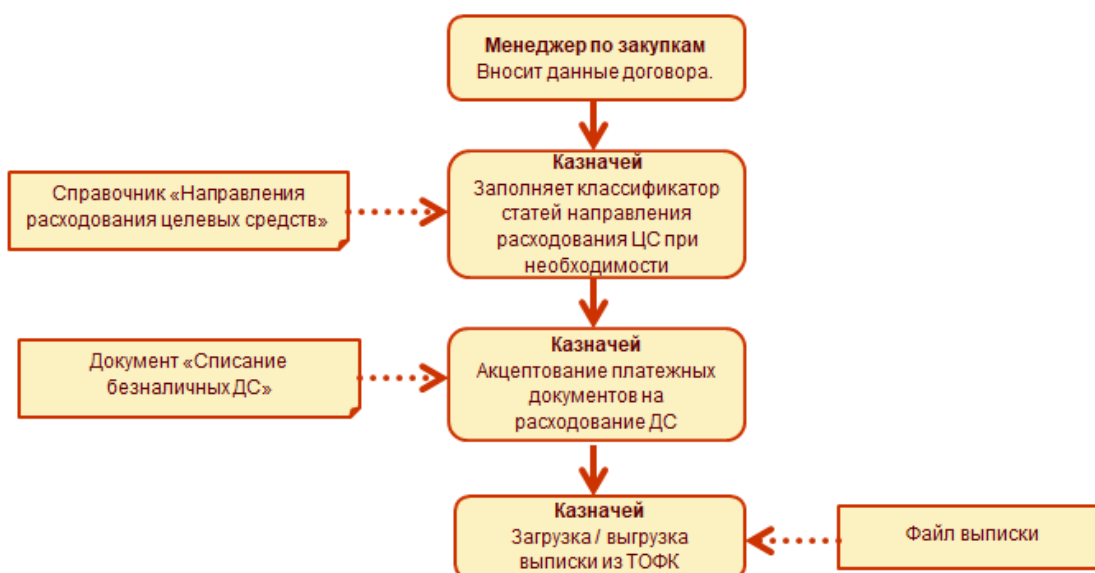 Менеджер по закупкам
Вносит данные договора.
Казначей
Заполняет классификатор
статей направления
расходования ЦС при
необходимости
Справочник «Направления
расходования целевых средств»
Казначей
Акцептование платежных
документов на
расходование ДС
Документ «Списание
безналичных ДС»
Казначей
Загрузка / выгрузка
выписки из ТОФК
Файл выписки